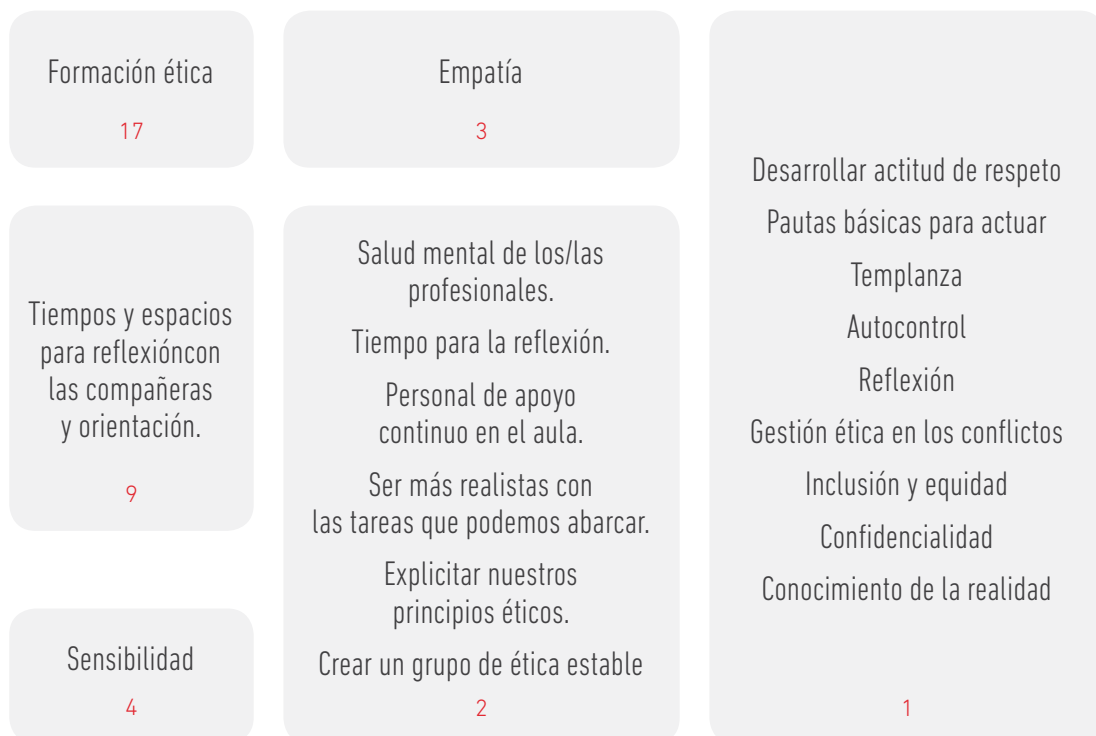 Formación ética
17
Tiempos y espacios
para reflexióncon
las compañeras
y orientación.
9
Sensibilidad
4
Empatía
3
Salud mental de los/las
profesionales.
Tiempo para la reflexión.
Personal de apoyo
continuo en el aula.
Ser más realistas con
las tareas que podemos abarcar.
Explicitar nuestros
principios éticos.
Crear un grupo de ética estable
2
Desarrollar actitud de respeto
Pautas básicas para actuar
Templanza
Autocontrol
Reflexión
Gestión ética en los conflictos
Inclusión y equidad
Confidencialidad
Conocimiento de la realidad
1